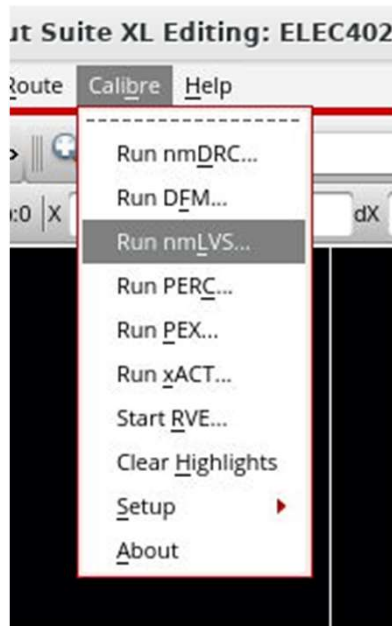 ut Suite XL Editing: ELEC402
Route Calibre Help
Run nmDRC...
:0 X dX
Run DFM...
Run nmLVS...
Run PERC...
Run PEX...
Run xACT...
Start RVE...
Clear Highlights
Setup
About